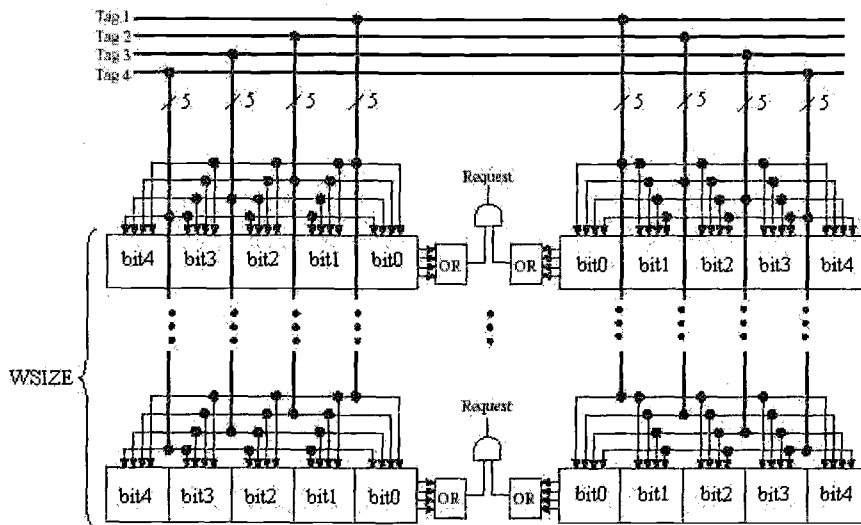 Tag 1
Tag 2
Tag 3
Tag 4
5 5 5 5 5 5 5 5
Request
bit4 bit3 bit2 bit1 bit0 OR OR bit0 bit1 bit2 bit3 bit4
WSIZE
Request
bit4 bit3 bit2 bit1 bit0 OR OR bit0 bit1 bit2 bit3 bit4